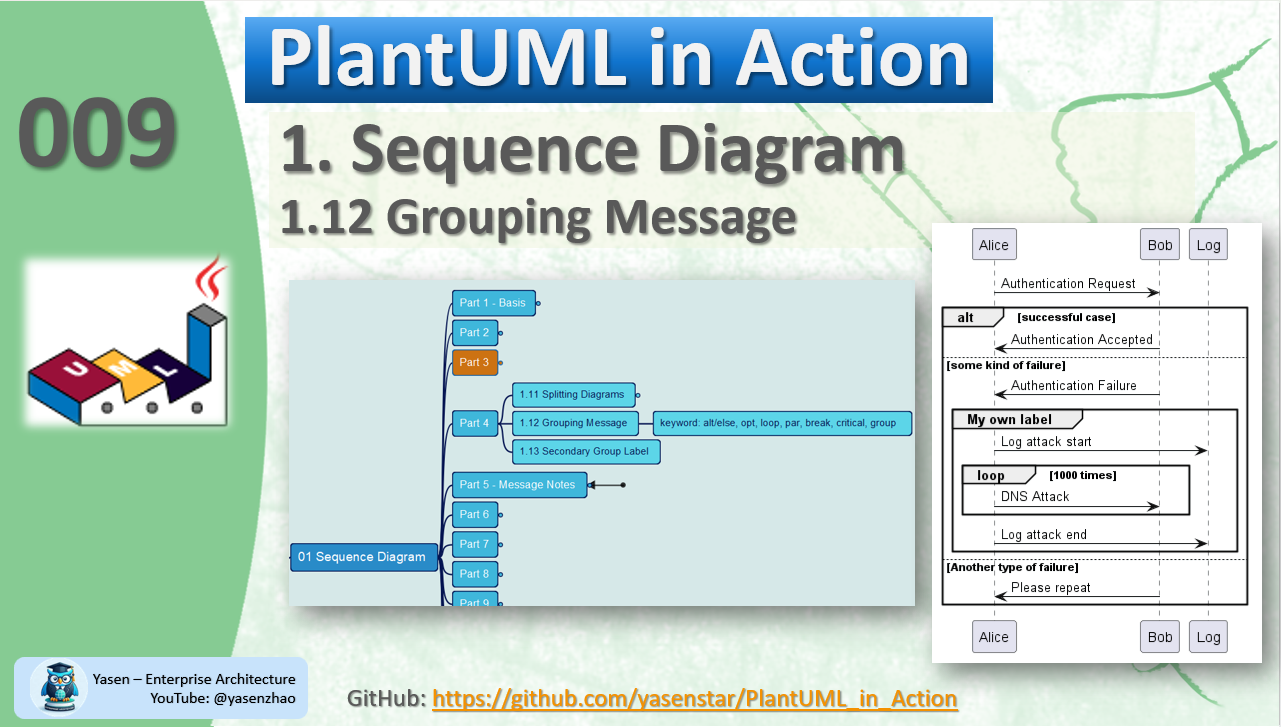 PlantUML in Action
009
1. Sequence Diagram
1.12 Grouping Message
UML
Part 1 - Basis
Part 2
Part 3
1.11 Splitting Diagrams
Part 4
1.12 Grouping Message
keyword: alt/else, opt, loop, par, break, critical, group
1.13 Secondary Group Label
Part 5 - Message Notes
Part 6
Part 7
01 Sequence Diagram
Part 8
Part 9
Alice Bob Log
Authentication Request
alt [successful case]
Authentication Accepted
[some kind of failure]
Authentication Failure
My own label
Log attack start
loop [1000 times]
DNS Attack
Log attack end
[Another type of failure]
Please repeat
Alice Bob Log
Yasen – Enterprise Architecture
YouTube: @yasenzhao
GitHub: https://github.com/yasenstar/PlantUML_in_Action